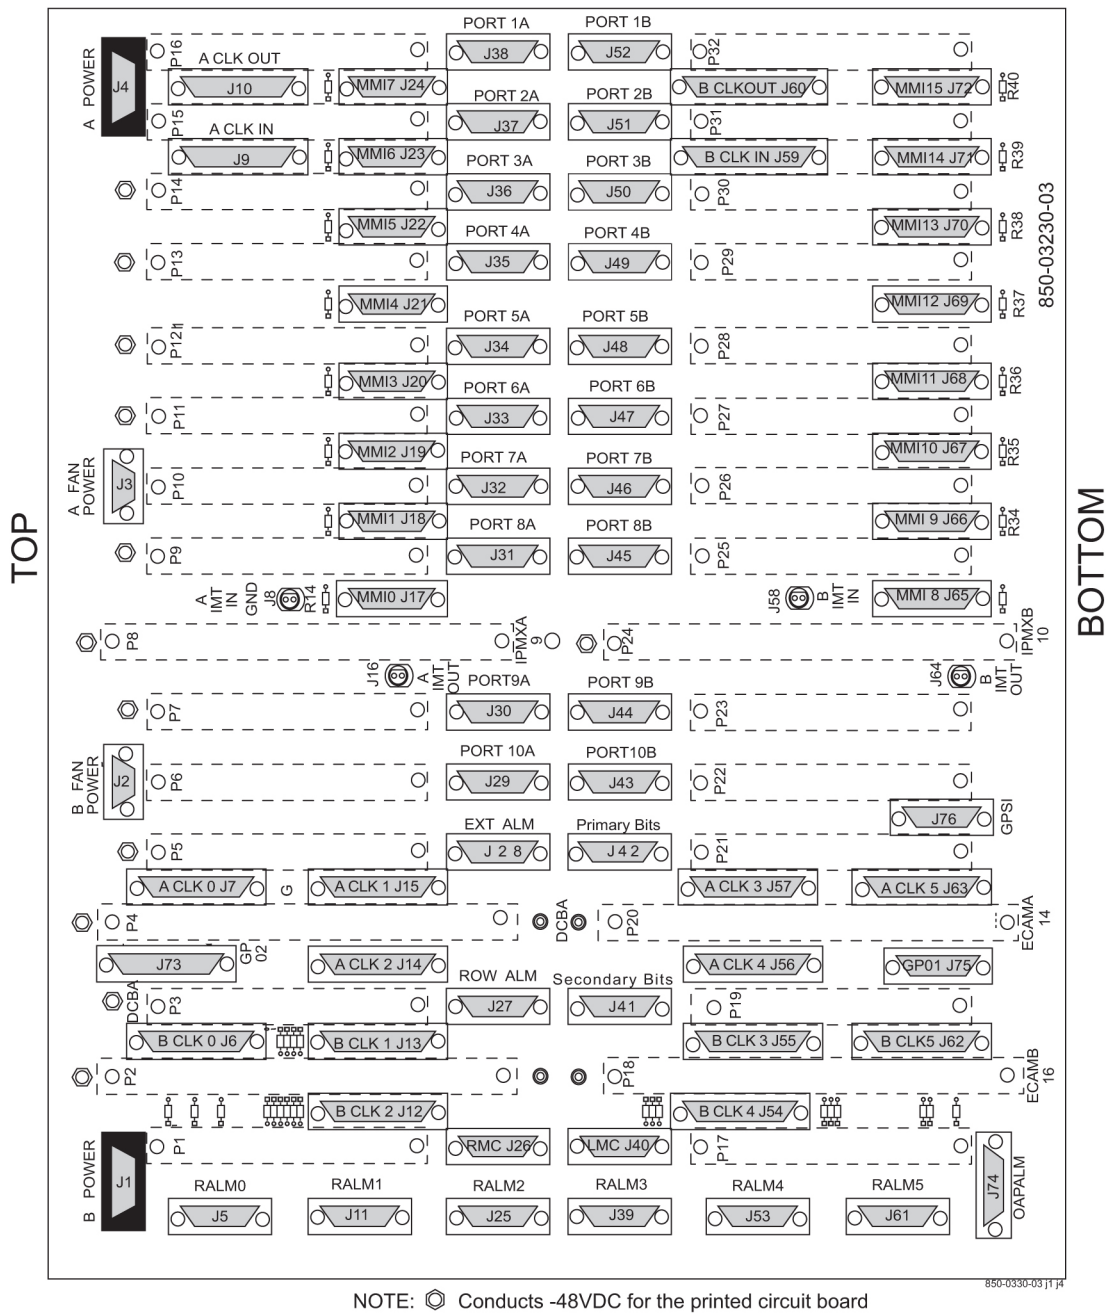 PORT 1A
PORT 1B
A POWER
J4
P16
J38
J52
P32
A CLK OUT
J10
MMI7 J24
B CLKOUT J60
MMI15 J72
R40
PORT 2A
PORT 2B
P15
J37
J51
P31
A CLK IN
J9
MMI6 J23
B CLK IN J59
MMI14 J71
R39
PORT 3A
PORT 3B
P14
J36
J50
P30
850-03230-03
MMI5 J22
MMI13 J70
R38
PORT 4A
PORT 4B
P13
J35
J49
P29
MMI4 J21
MMI12 J69
R37
PORT 5A
PORT 5B
P121
J34
J48
P28
MMI3 J20
MMI11 J68
R36
PORT 6A
PORT 6B
P11
J33
J47
P27
MMI2 J19
MMI10 J67
R35
A FAN
POWER
J3
PORT 7A
PORT 7B
P10
J32
J46
P26
MMI1 J18
MMI 9 J66
R34
PORT 8A
PORT 8B
P9
J31
J45
P25
TOP
BOTTOM
A
IMT
IN
GND
J8
R14
MMI0 J17
J58
B
IMT
IN
MMI 8 J65
P8
IPMXA
9
P24
IPMXB
10
J16
A
IMT
OUT
J64
B
IMT
OUT
PORT9A
PORT 9B
P7
J30
J44
P23
PORT 10A
PORT10B
B FAN
POWER
J2
P6
J29
J43
P22
J76
GPSI
EXT ALM
Primary Bits
P5
J 2 8
J 4 2
P21
A CLK 0 J7
G
A CLK 1 J15
A CLK 3 J57
A CLK 5 J63
P4
DCBA
P20
ECAMA
14
J73
GP
02
A CLK 2 J14
A CLK 4 J56
GP01 J75
ROW ALM
Secondary Bits
DCBA
P3
J27
J41
P19
B CLK 0 J6
B CLK 1 J13
B CLK 3 J55
B CLK5 J62
P2
P18
ECAMB
16
B CLK 2 J12
B CLK 4 J54
B POWER
J1
P1
RMC J26
LMC J40
P17
J74
OAPALM
RALM0
RALM1
RALM2
RALM3
RALM4
RALM5
J5
J11
J25
J39
J53
J61
850-0330-03 j1 j4
NOTE: Conducts -48VDC for the printed circuit board